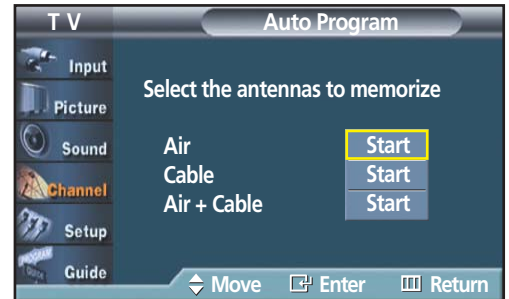 T V
Auto Program
Input
Picture
Sound
Channel
Setup
Guide
Select the antennas to memorize
Air Start
Cable Start
Air + Cable Start
Move Enter Return